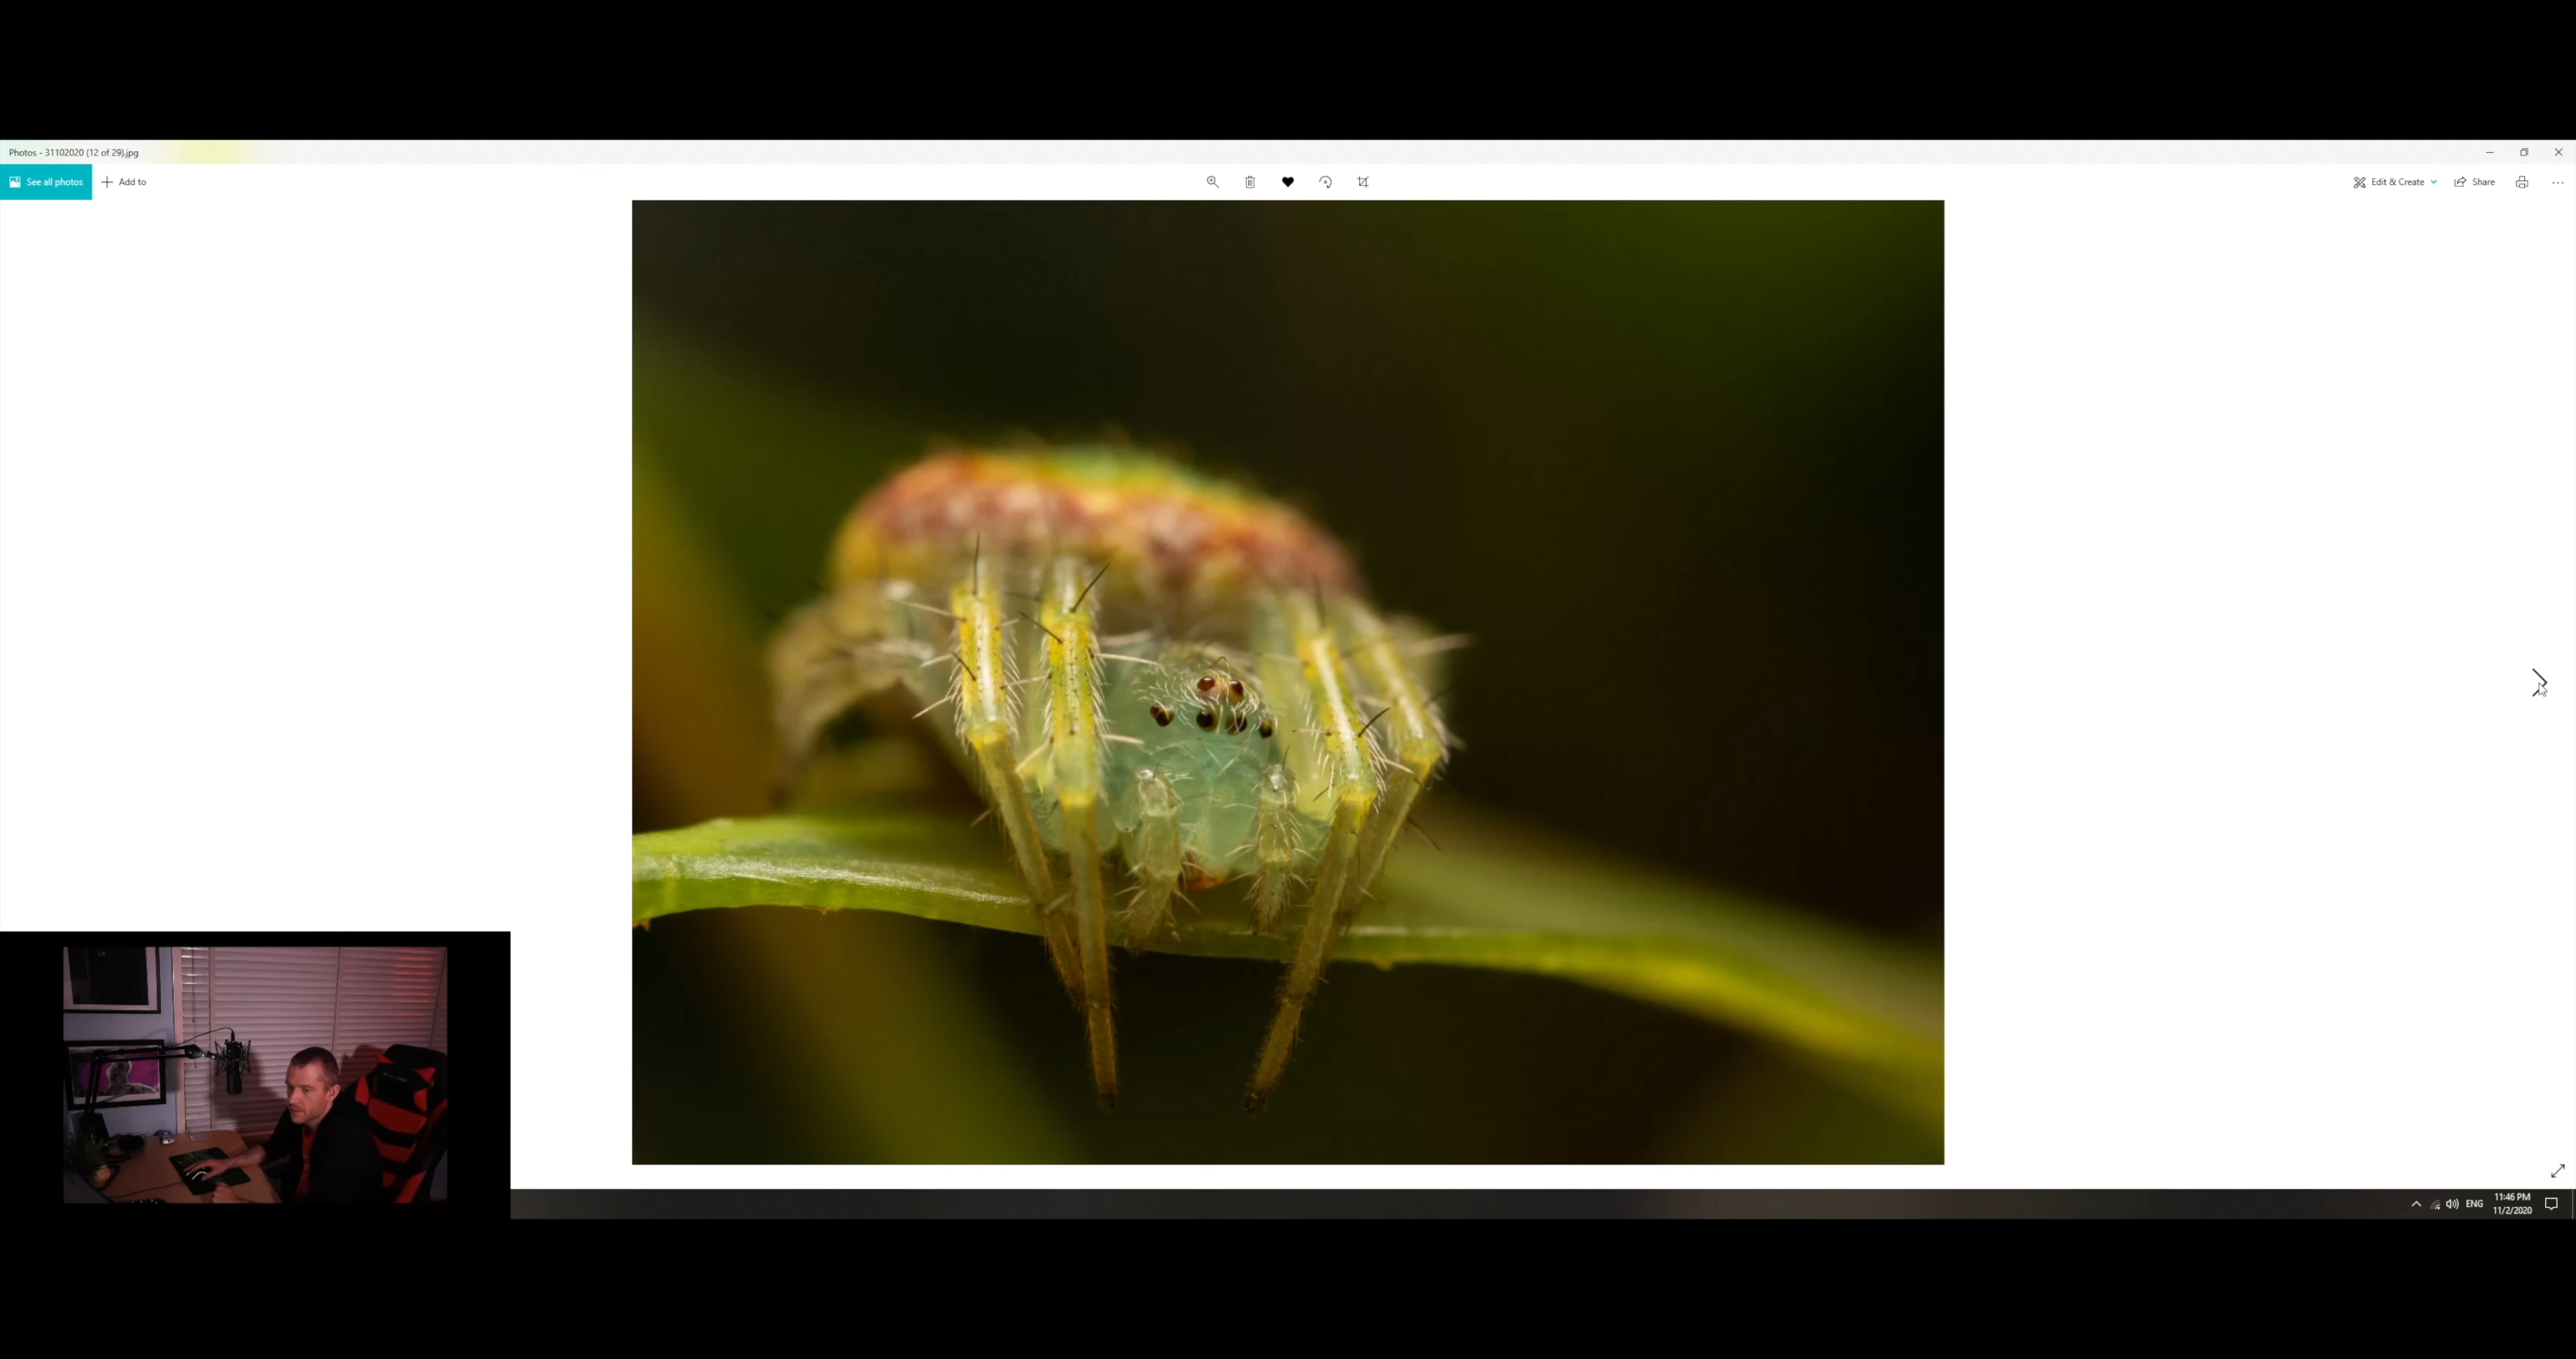 Photos - 31102020 (12 of 29).jpg
See all photos
Add to
Edit & Create
Share
ENG
11:46 PM
11/2/2020